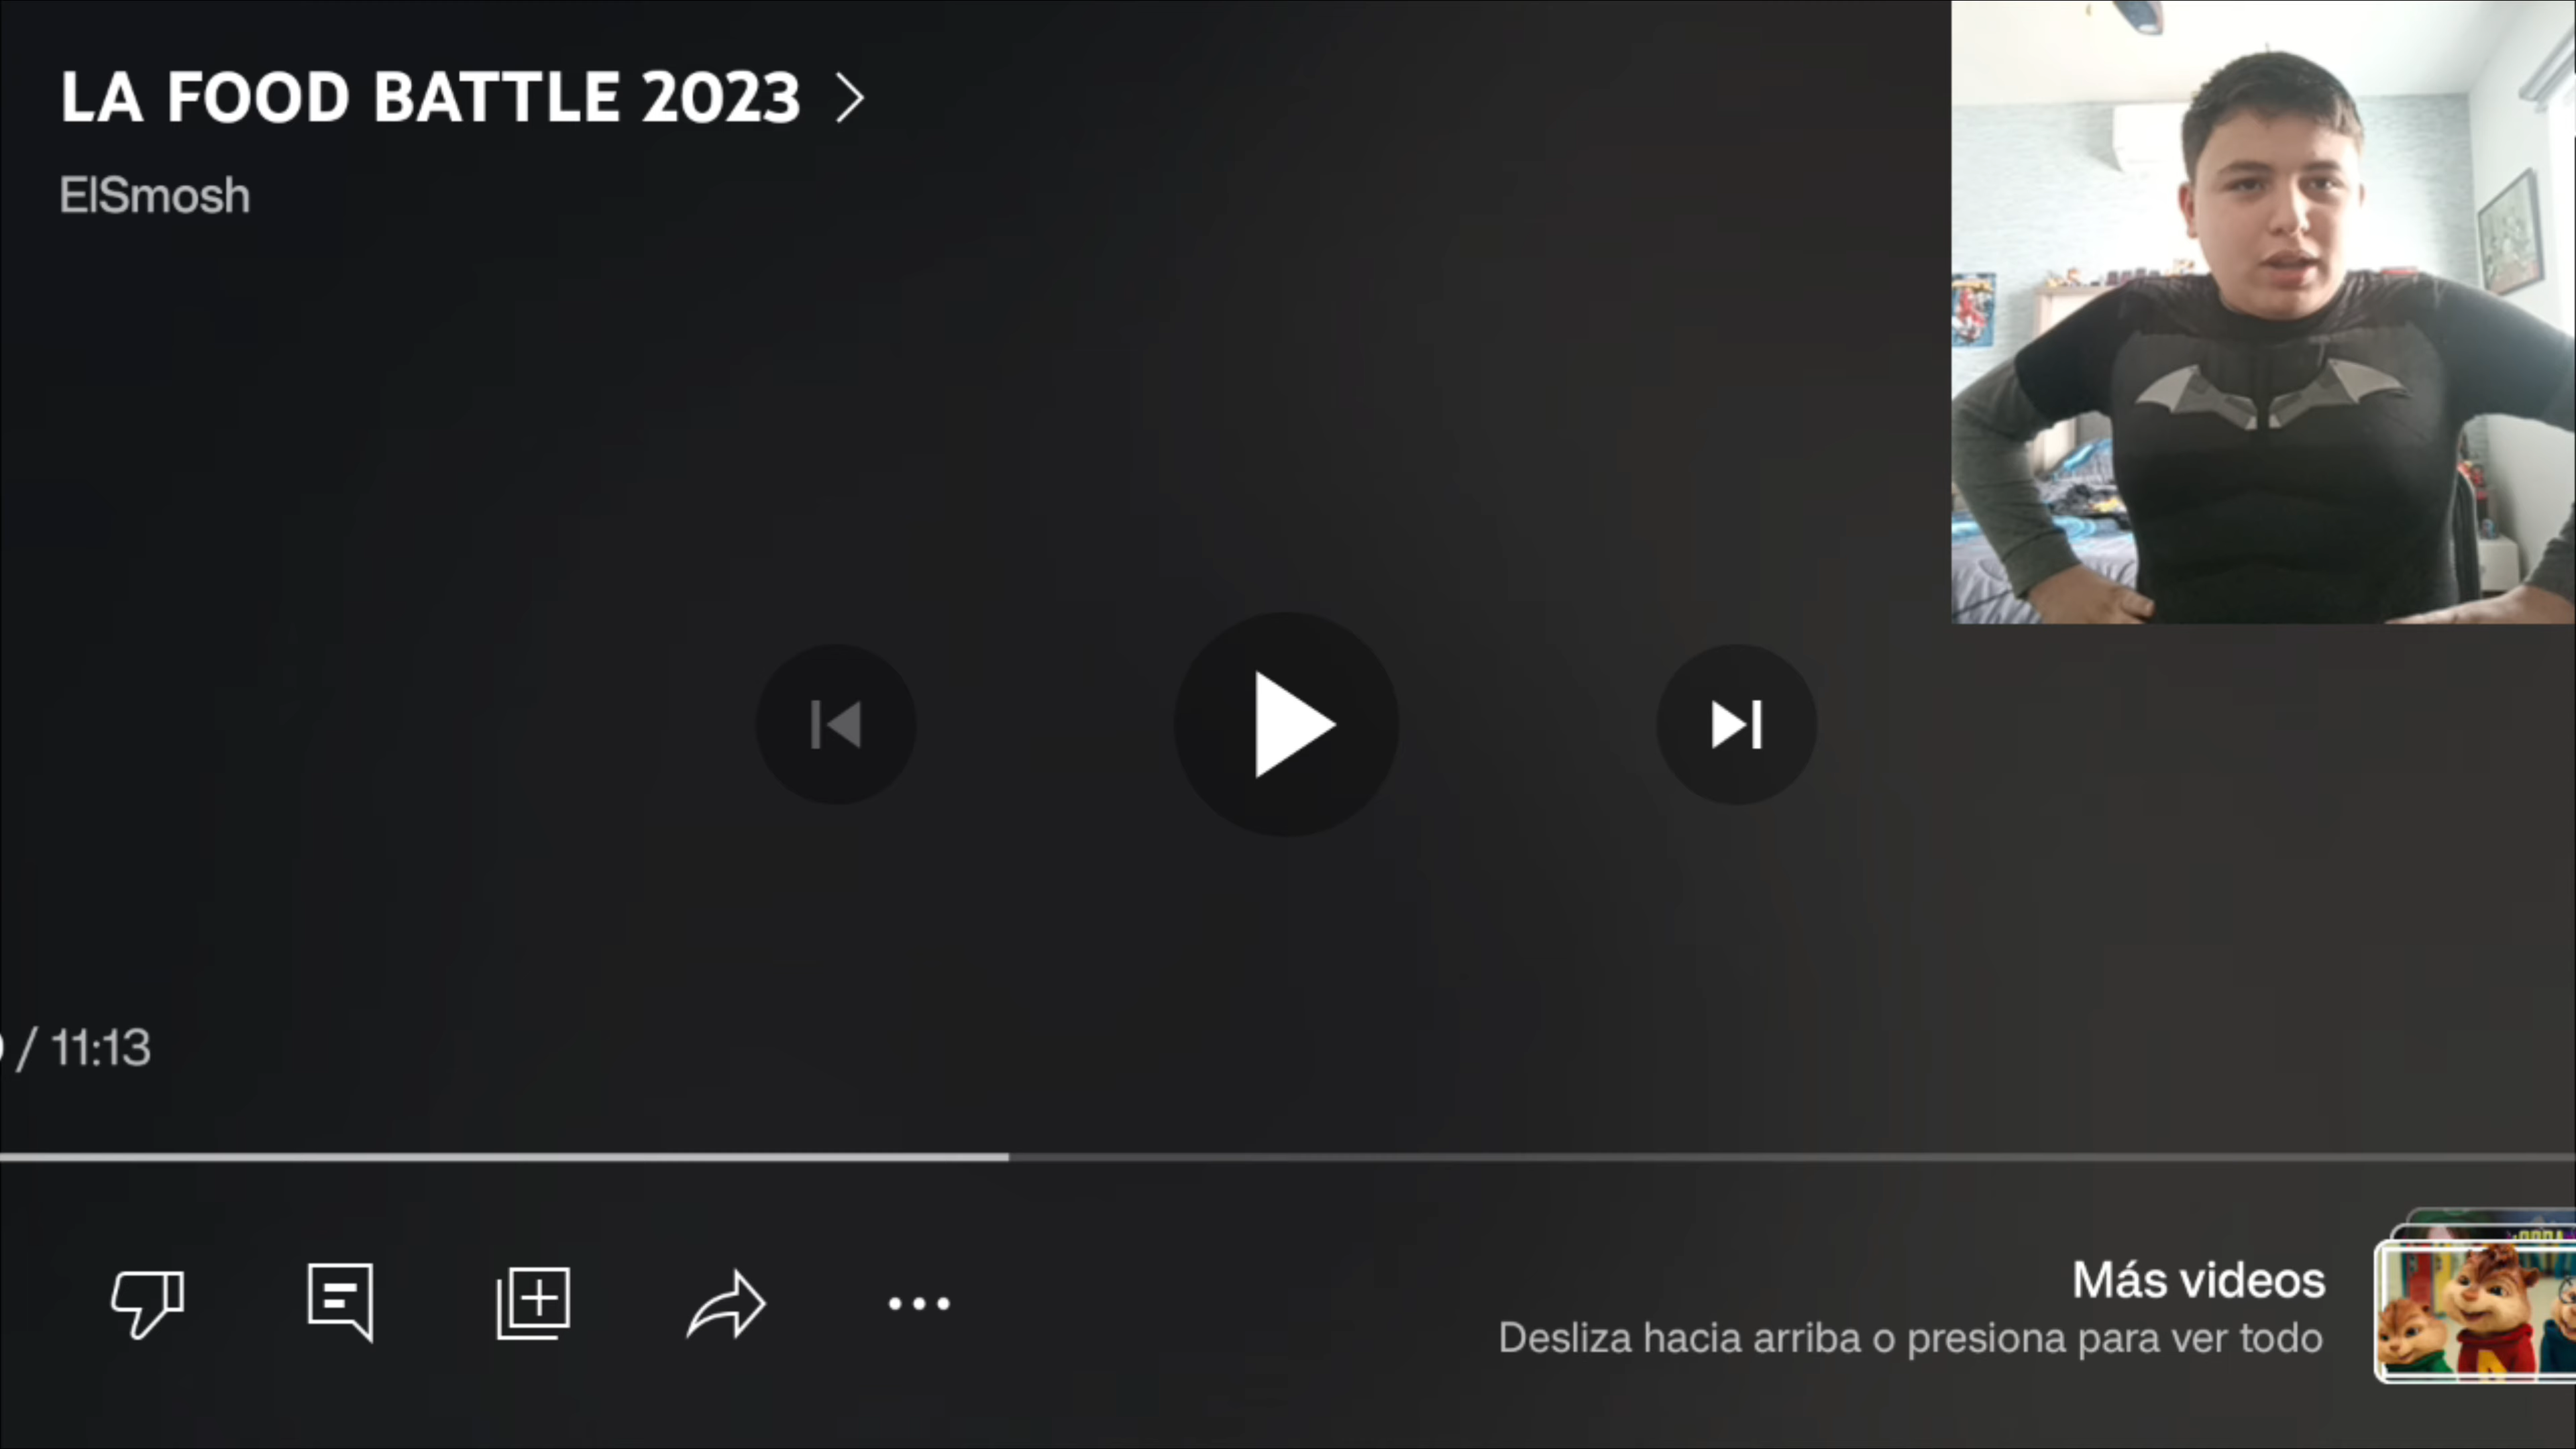 LA FOOD BATTLE 2023
ElSmosh
/ 11:13
Más videos
Desliza hacia arriba o presiona para ver todo